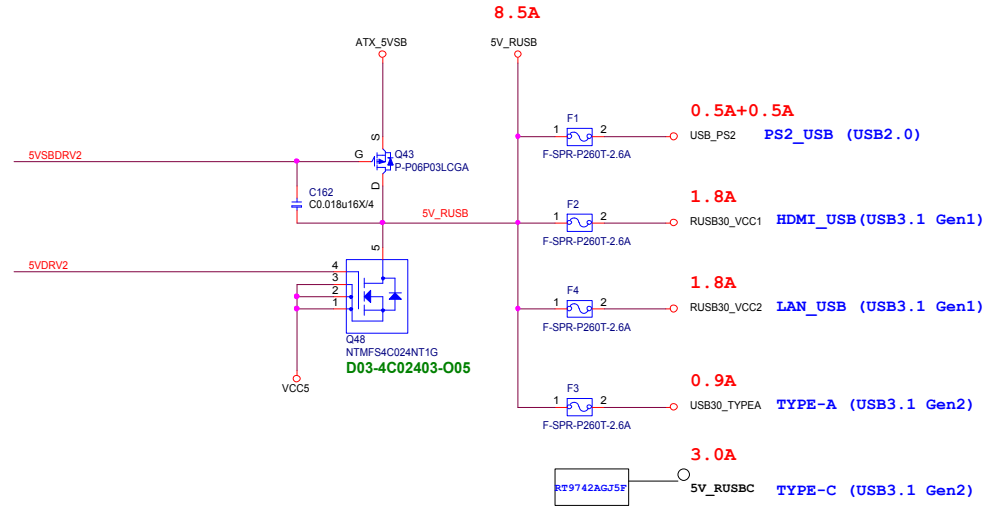 8.5A
ATX_5VSB
5V_RUSB
0.5A+0.5A
F1
1 2
USB_PS2
PS2_USB (USB2.0)
F-SPR-P260T-2.6A
5VSBDRV2
S
G
Q43
P-P06P03LCGA
D
C162
C0.018u16X/4
5V_RUSB
1.8A
F2
1 2
RUSB30_VCC1
HDMI_USB(USB3.1 Gen1)
F-SPR-P260T-2.6A
5VDRV2
5
4
3
2
1
Q48
NTMFS4C024NT1G
D03-4C02403-O05
VCC5
1.8A
F4
1 2
RUSB30_VCC2
LAN_USB (USB3.1 Gen1)
F-SPR-P260T-2.6A
0.9A
F3
1 2
USB30_TYPEA
TYPE-A (USB3.1 Gen2)
F-SPR-P260T-2.6A
3.0A
RT9742AGJ5F
5V_RUSBC
TYPE-C (USB3.1 Gen2)